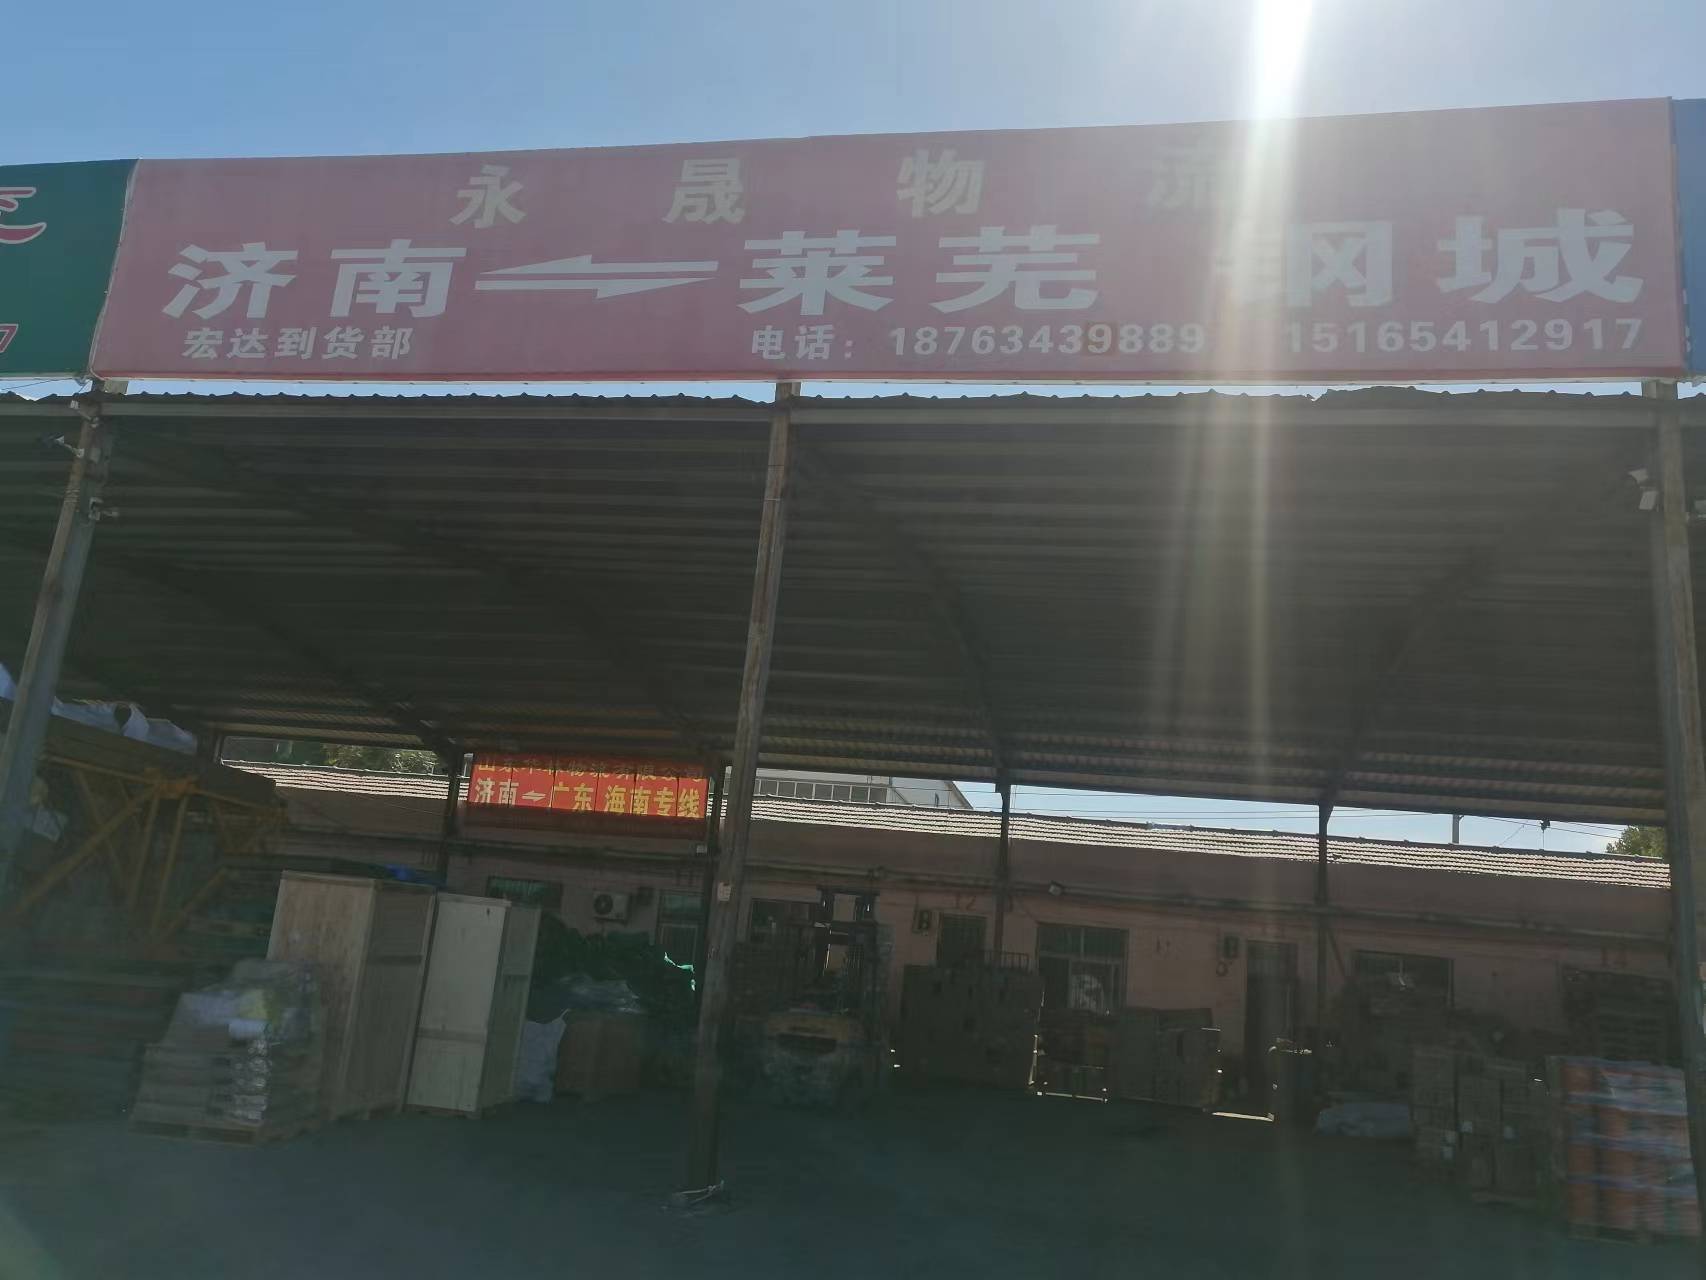 永晟物流
济南 莱芜 钢城
宏达到货部 电话：18763439889 15165412917
济南 广东 海南专线
B 12